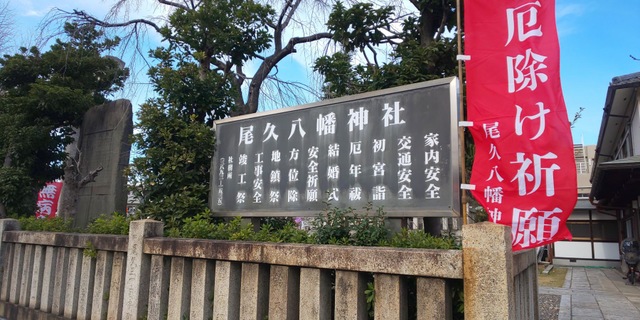 尾久八幡神社
家内安全
交通安全
初宮詣
厄年祓
結婚式
安全祈願
方位除
工事安全
地鎮祭
竣工祭
社務所
厄除け祈願
尾久八幡神